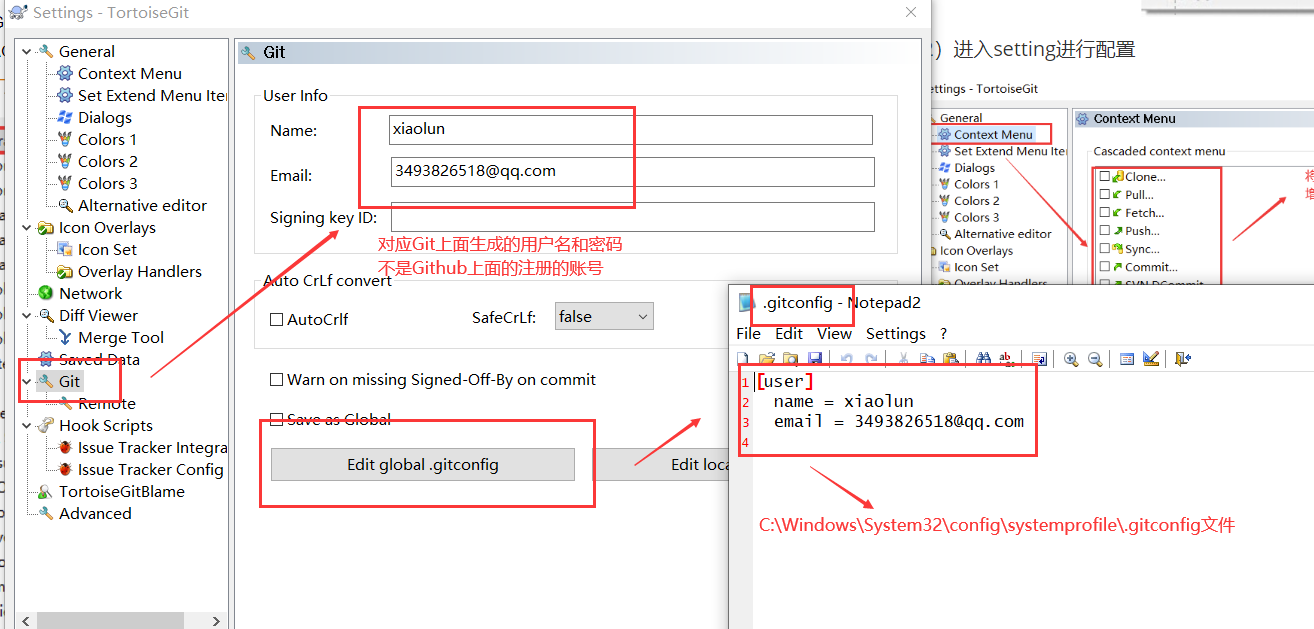 Settings - TortoiseGit
General
Context Menu
Set Extend Menu Iter
Dialogs
Colors 1
Colors 2
Colors 3
Alternative editor
Icon Overlays
Icon Set
Overlay Handlers
Network
Diff Viewer
Merge Tool
Saved Data
Git
Remote
Hook Scripts
Issue Tracker Integra
Issue Tracker Config
TortoiseGitBlame
Advanced
Git
User Info
Name:
xiaolun
Email:
3493826518@qq.com
Signing key ID:
对应Git上面生成的用户名和密码
不是Github上面的注册的账号
Auto CrLf convert
AutoCrlf
SafeCrLf:
false
Warn on missing Signed-Off-By on commit
Save as Global
Edit global .gitconfig
Edit loca
）进入setting进行配置
ettings - TortoiseGit
General
Context Menu
Set Extend Menu Iter
Dialogs
Colors 1
Colors 2
Colors 3
Alternative editor
Icon Overlays
Icon Set
Overlay Handlers
Context Menu
Cascaded context menu
Clone...
Pull...
Fetch...
Push...
Sync...
Commit...
SVN DCommit
将
增
.gitconfig - Notepad2
File Edit View Settings ?
1 [user]
2 name = xiaolun
3 email = 3493826518@qq.com
4
C:\Windows\System32\config\systemprofile\.gitconfig文件